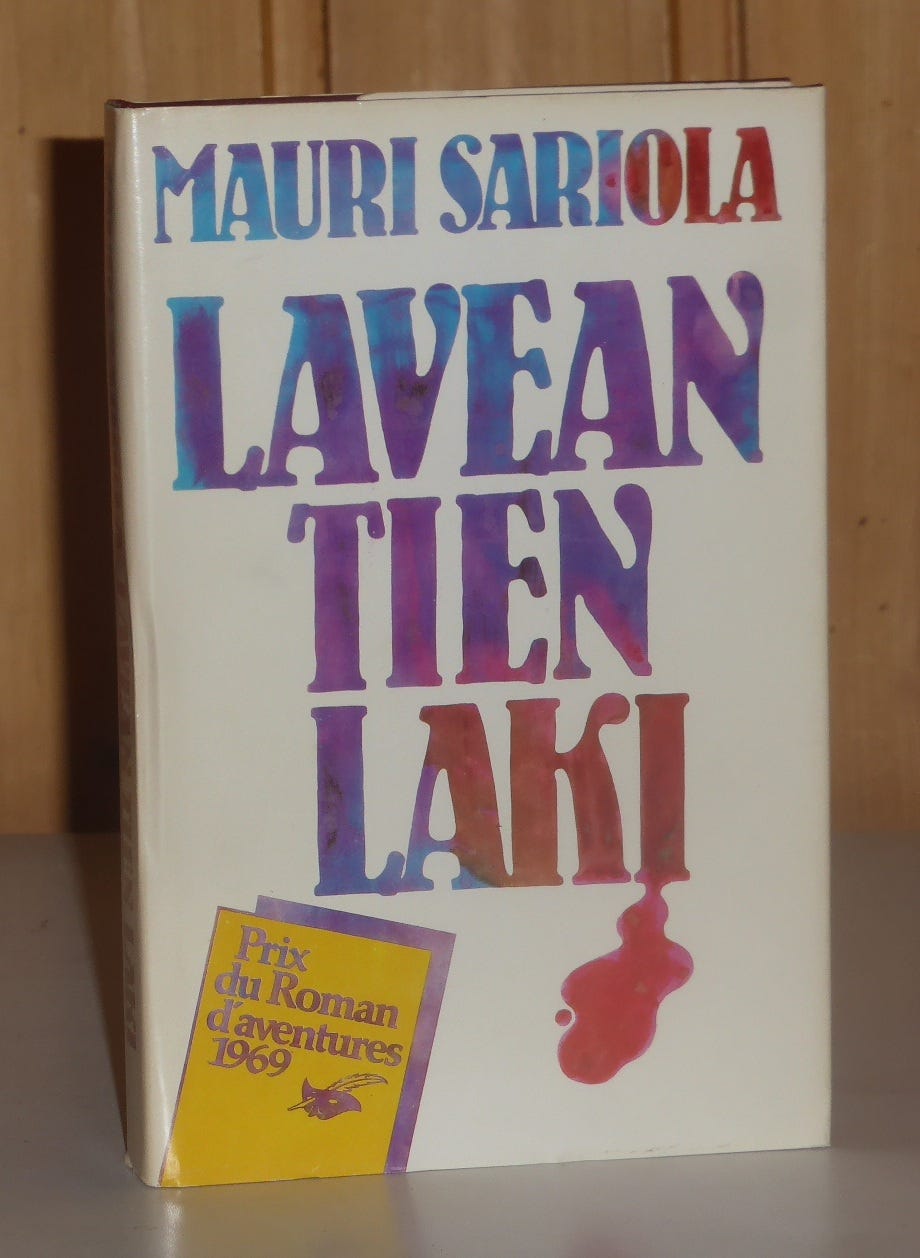 MAURI SARIOLA
LAVEAN
TIEN
LAKI
Prix
du Roman
d'aventures
1969